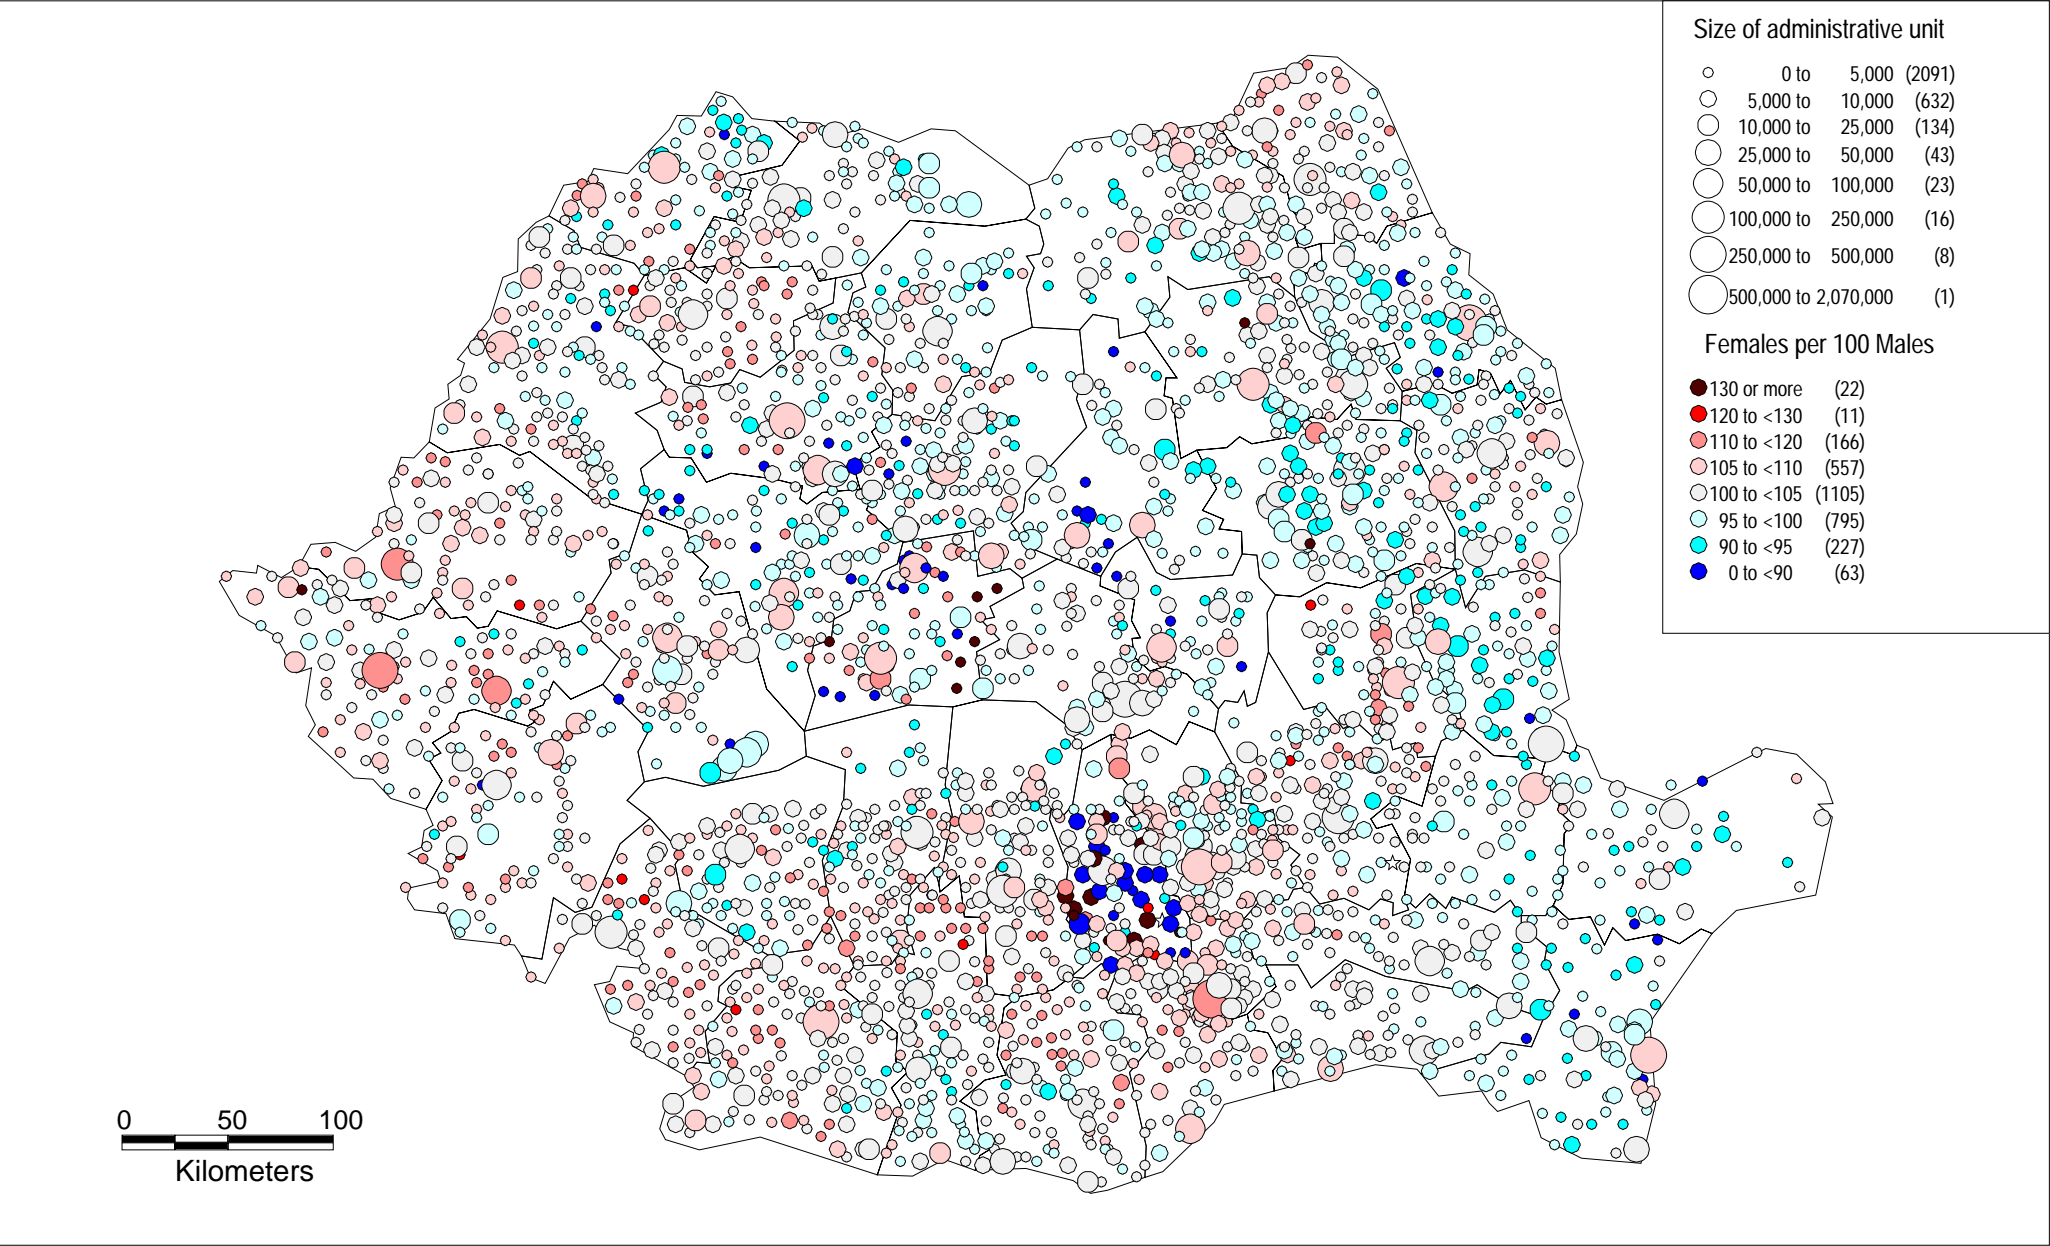 Size of administrative unit
0 to 5,000 (2091)
5,000 to 10,000 (632)
10,000 to 25,000 (134)
25,000 to 50,000 (43)
50,000 to 100,000 (23)
100,000 to 250,000 (16)
250,000 to 500,000 (8)
500,000 to 2,070,000 (1)
Females per 100 Males
130 or more (22)
120 to <130 (11)
110 to <120 (166)
105 to <110 (557)
100 to <105 (1105)
95 to <100 (795)
90 to <95 (227)
0 to <90 (63)
0 50 100
Kilometers